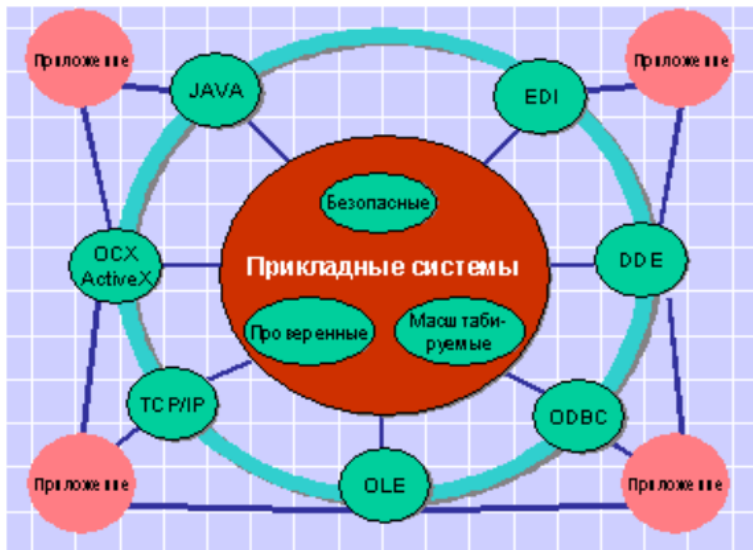 Приложение
Приложение
JAVA
EDI
Безопасные
OCX
ActiveX
Прикладные системы
DDE
Проверенные
Масштаби-
руемые
TCP/IP
ODBC
Приложение
OLE
Приложение